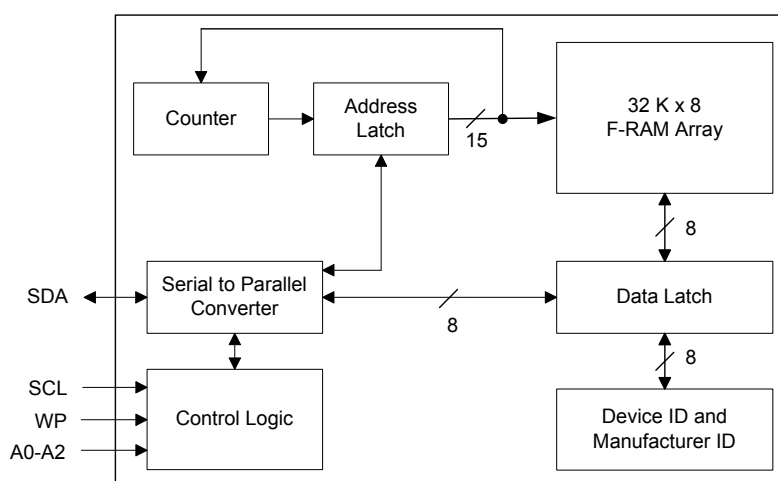 Counter
Address
Latch
15
32 K x 8
F-RAM Array
8
SDA
Serial to Parallel
Converter
8
Data Latch
8
SCL
WP
A0-A2
Control Logic
Device ID and
Manufacturer ID